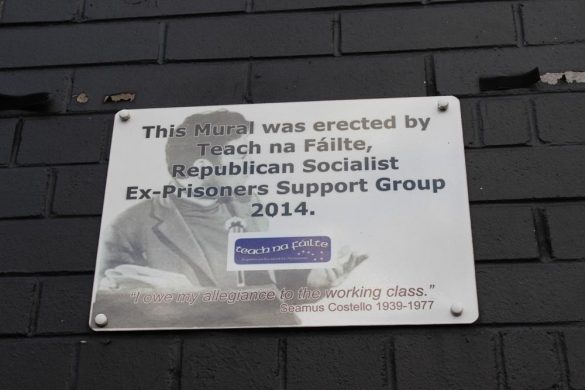 This Mural was erected by
Teach na Fáilte,
Republican Socialist
Ex-Prisoners Support Group
2014.
teach na fáilte
"I owe my allegiance to the working class."
Seamus Costello 1939-1977